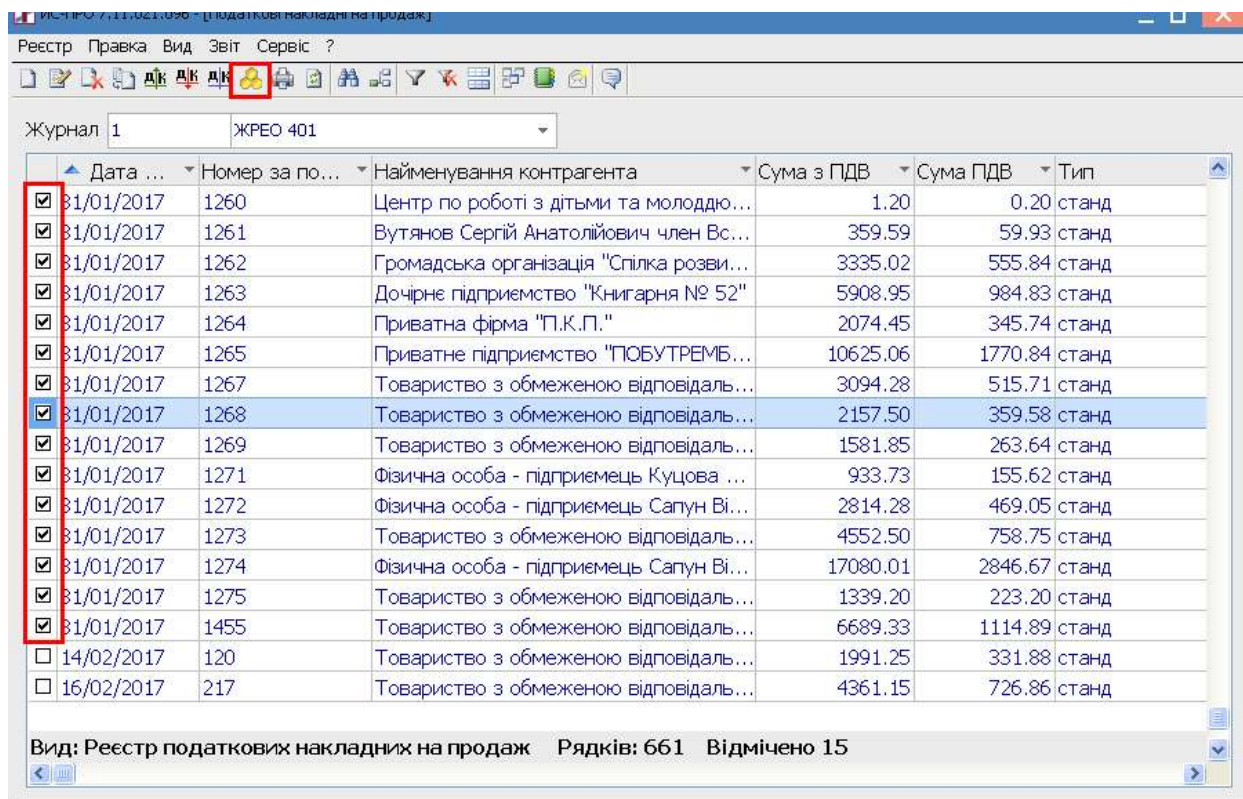 ИС-ПРО 7.11.021.096 - [Податкові накладні на продаж]
Реєстр Правка Вид Звіт Сервіс ?
Журнал 1 ЖРЕО 401
Дата ... Номер за по... Найменування контрагента Сума з ПДВ Сума ПДВ Тип
31/01/2017 1260 Центр по роботі з дітьми та молоддю... 1.20 0.20 станд
31/01/2017 1261 Вутянов Сергій Анатолійович член Вс... 359.59 59.93 станд
31/01/2017 1262 Громадська організація "Спілка розви... 3335.02 555.84 станд
31/01/2017 1263 Дочірнє підприємство "Книгарня № 52" 5908.95 984.83 станд
31/01/2017 1264 Приватна фірма "П.К.П." 2074.45 345.74 станд
31/01/2017 1265 Приватне підприємство "ПОБУТРЕМБ... 10625.06 1770.84 станд
31/01/2017 1267 Товариство з обмеженою відповідаль... 3094.28 515.71 станд
31/01/2017 1268 Товариство з обмеженою відповідаль... 2157.50 359.58 станд
31/01/2017 1269 Товариство з обмеженою відповідаль... 1581.85 263.64 станд
31/01/2017 1271 Фізична особа - підприємець Куцова ... 933.73 155.62 станд
31/01/2017 1272 Фізична особа - підприємець Сапун Ві... 2814.28 469.05 станд
31/01/2017 1273 Товариство з обмеженою відповідаль... 4552.50 758.75 станд
31/01/2017 1274 Фізична особа - підприємець Сапун Ві... 17080.01 2846.67 станд
31/01/2017 1275 Товариство з обмеженою відповідаль... 1339.20 223.20 станд
31/01/2017 1455 Товариство з обмеженою відповідаль... 6689.33 1114.89 станд
14/02/2017 120 Товариство з обмеженою відповідаль... 1991.25 331.88 станд
16/02/2017 217 Товариство з обмеженою відповідаль... 4361.15 726.86 станд
Вид: Реєстр податкових накладних на продаж Рядків: 661 Відмічено 15